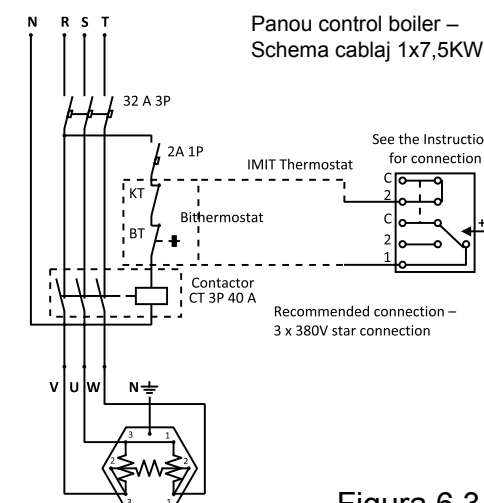 Panou control boiler –
Schema cablaj 1x7,5KW
N R S T
32 A 3P
2A 1P
IMIT Thermostat
See the Instructio
for connection
KT
Bithermostat
BT
C
2
C
2
1
+
Contactor
CT 3P 40 A
Recommended connection –
3 x 380V star connection
V U W N
3 1
2 2
3 1
Figura 6.3